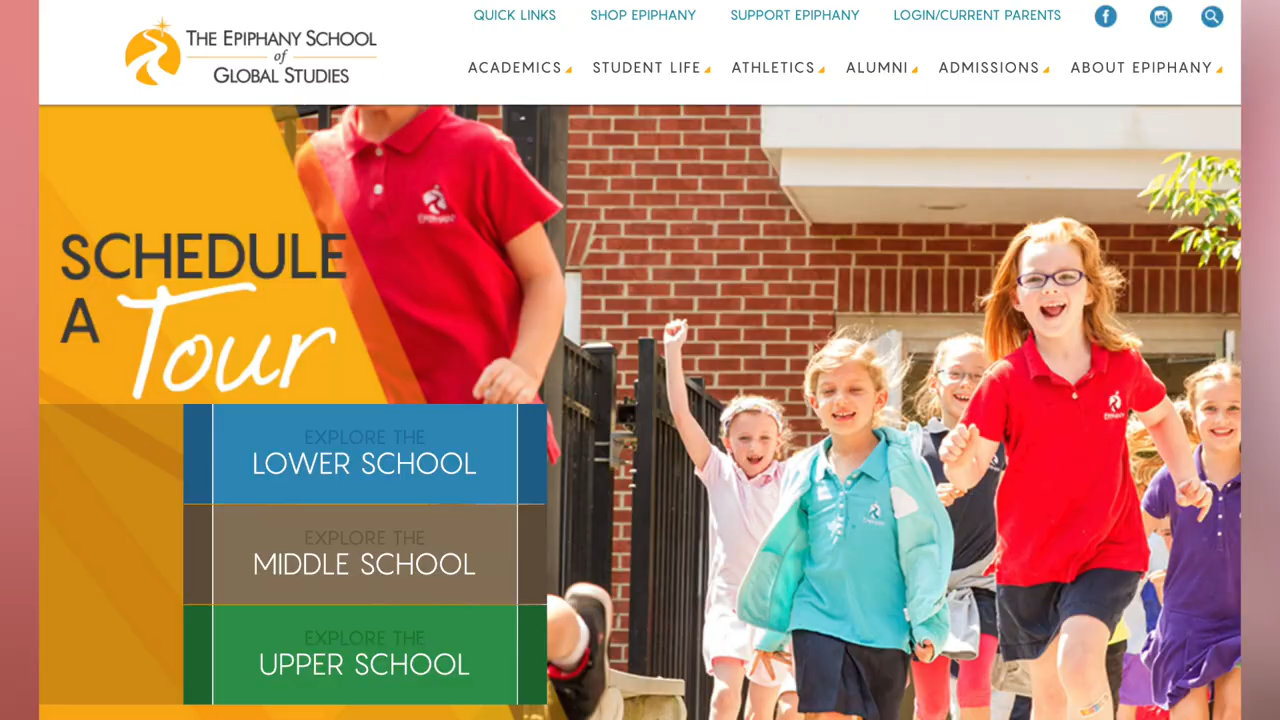 QUICK LINKS
SHOP EPIPHANY
SUPPORT EPIPHANY
LOGIN/CURRENT PARENTS
THE EPIPHANY SCHOOL
of
GLOBAL STUDIES
ACADEMICS
STUDENT LIFE
ATHLETICS
ALUMNI
ADMISSIONS
ABOUT EPIPHANY
EPIPHANY
SCHEDULE
A Tour
EXPLORE THE
LOWER SCHOOL
EXPLORE THE
MIDDLE SCHOOL
EXPLORE THE
UPPER SCHOOL